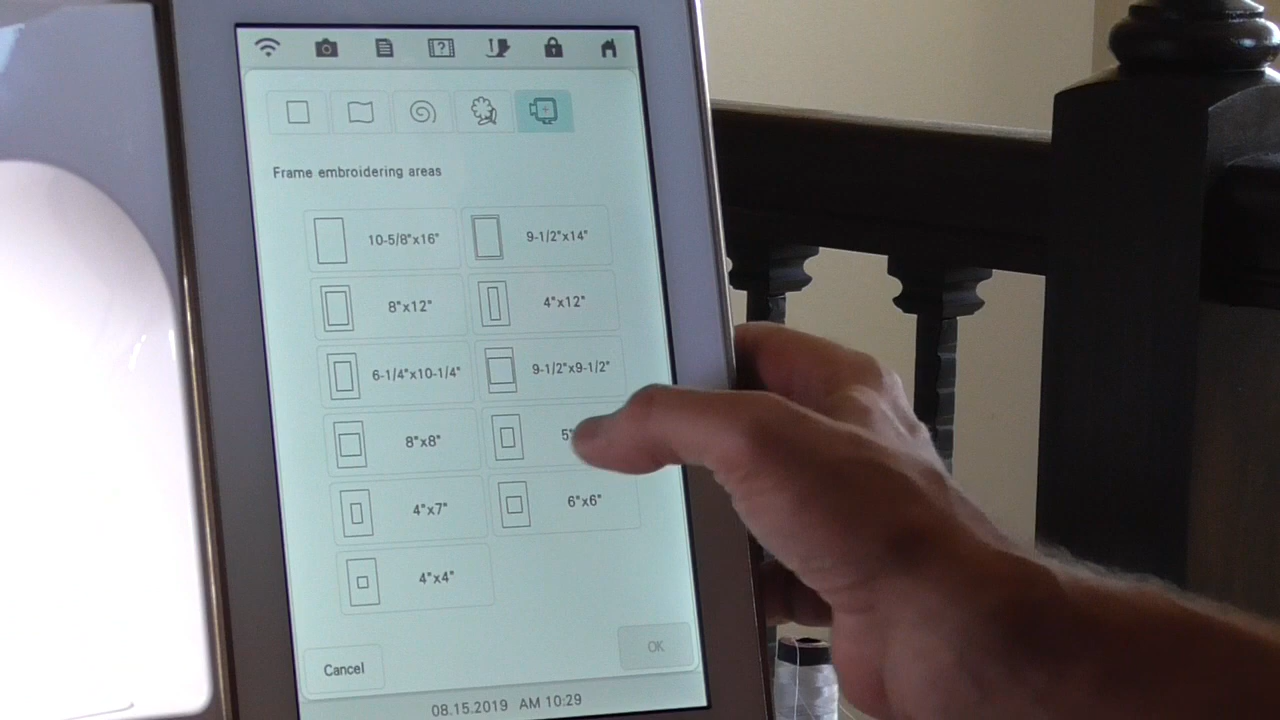 ?
Frame embroidering areas
10-5/8"x16" 9-1/2"x14"
8"x12" 4"x12"
6-1/4"x10-1/4" 9-1/2"x9-1/2"
8"x8" 5"
4"x7" 6"x6"
4"x4"
OK
Cancel
08.15.2019 AM 10:29